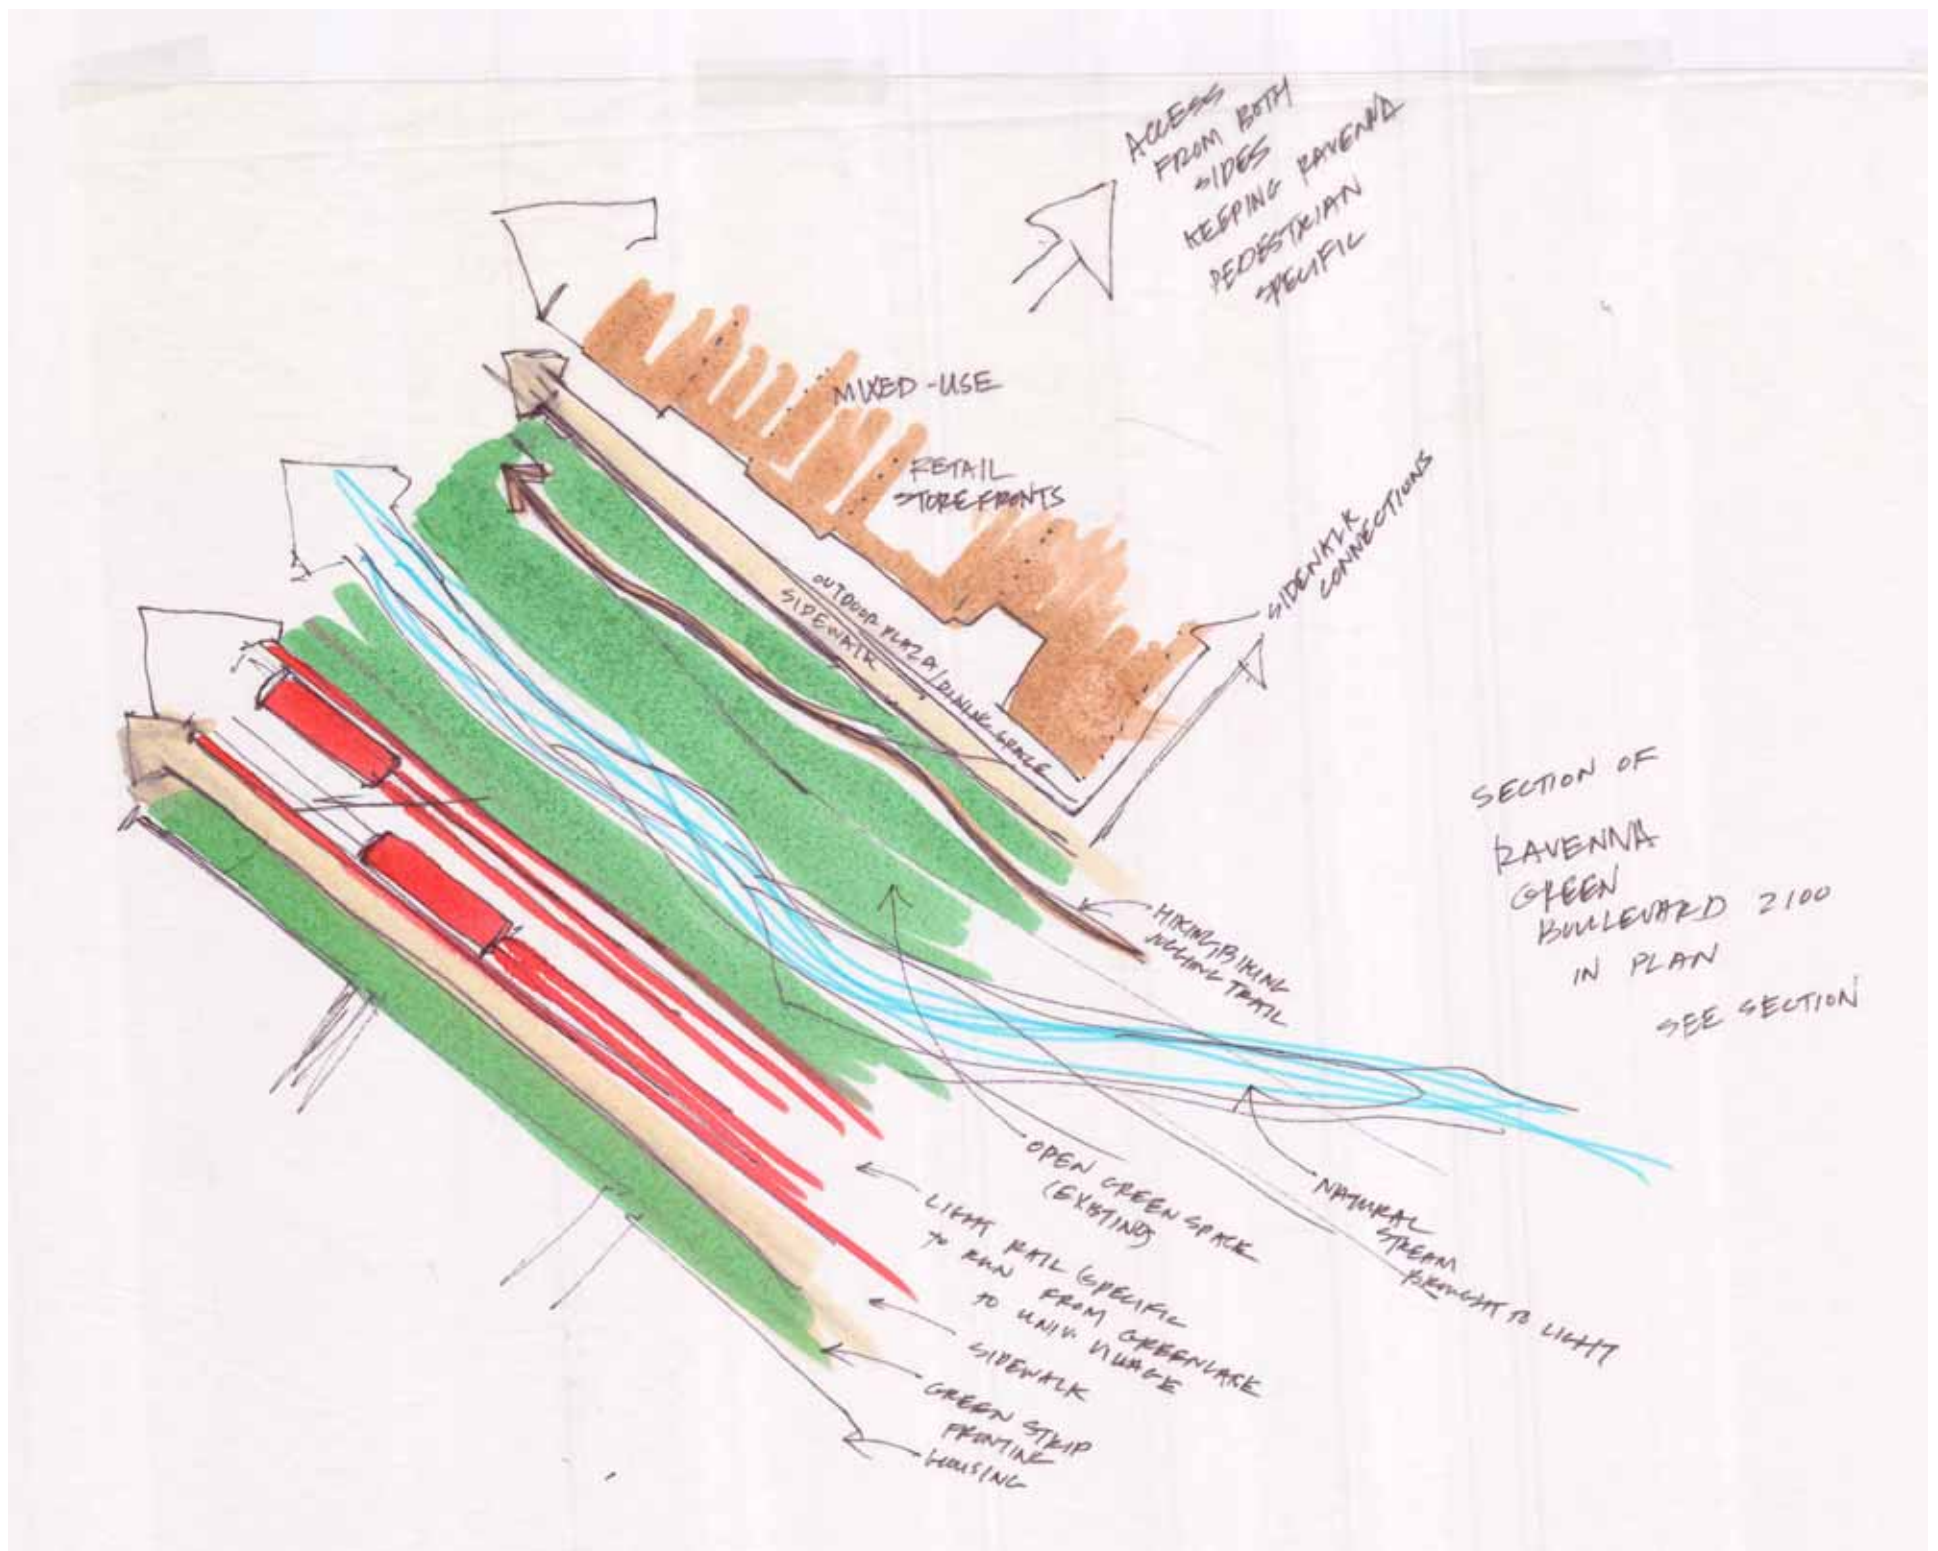 ACCESS
FROM BOTH
SIDES
KEEPING RAVENNA
PEDESTRIAN
SPECIFIC
MIXED-USE
RETAIL
STOREFRONTS
SIDEWALK
CONNECTIONS
OUTDOOR PLAZA/DINING SPACE
SIDEWALK
SECTION OF
RAVENNA
GREEN
BOULEVARD 2100
IN PLAN
SEE SECTION
HIKING, BIKING
JOGGING TRAIL
OPEN GREEN SPACE
(EXISTING)
NATURAL
STREAM
BROUGHT TO LIGHT
LIGHT RAIL (SPECIFIC
TO RUN FROM GREENLAKE
TO UNIV. VILLAGE
SIDEWALK
GREEN STRIP
FRONTING
HOUSING